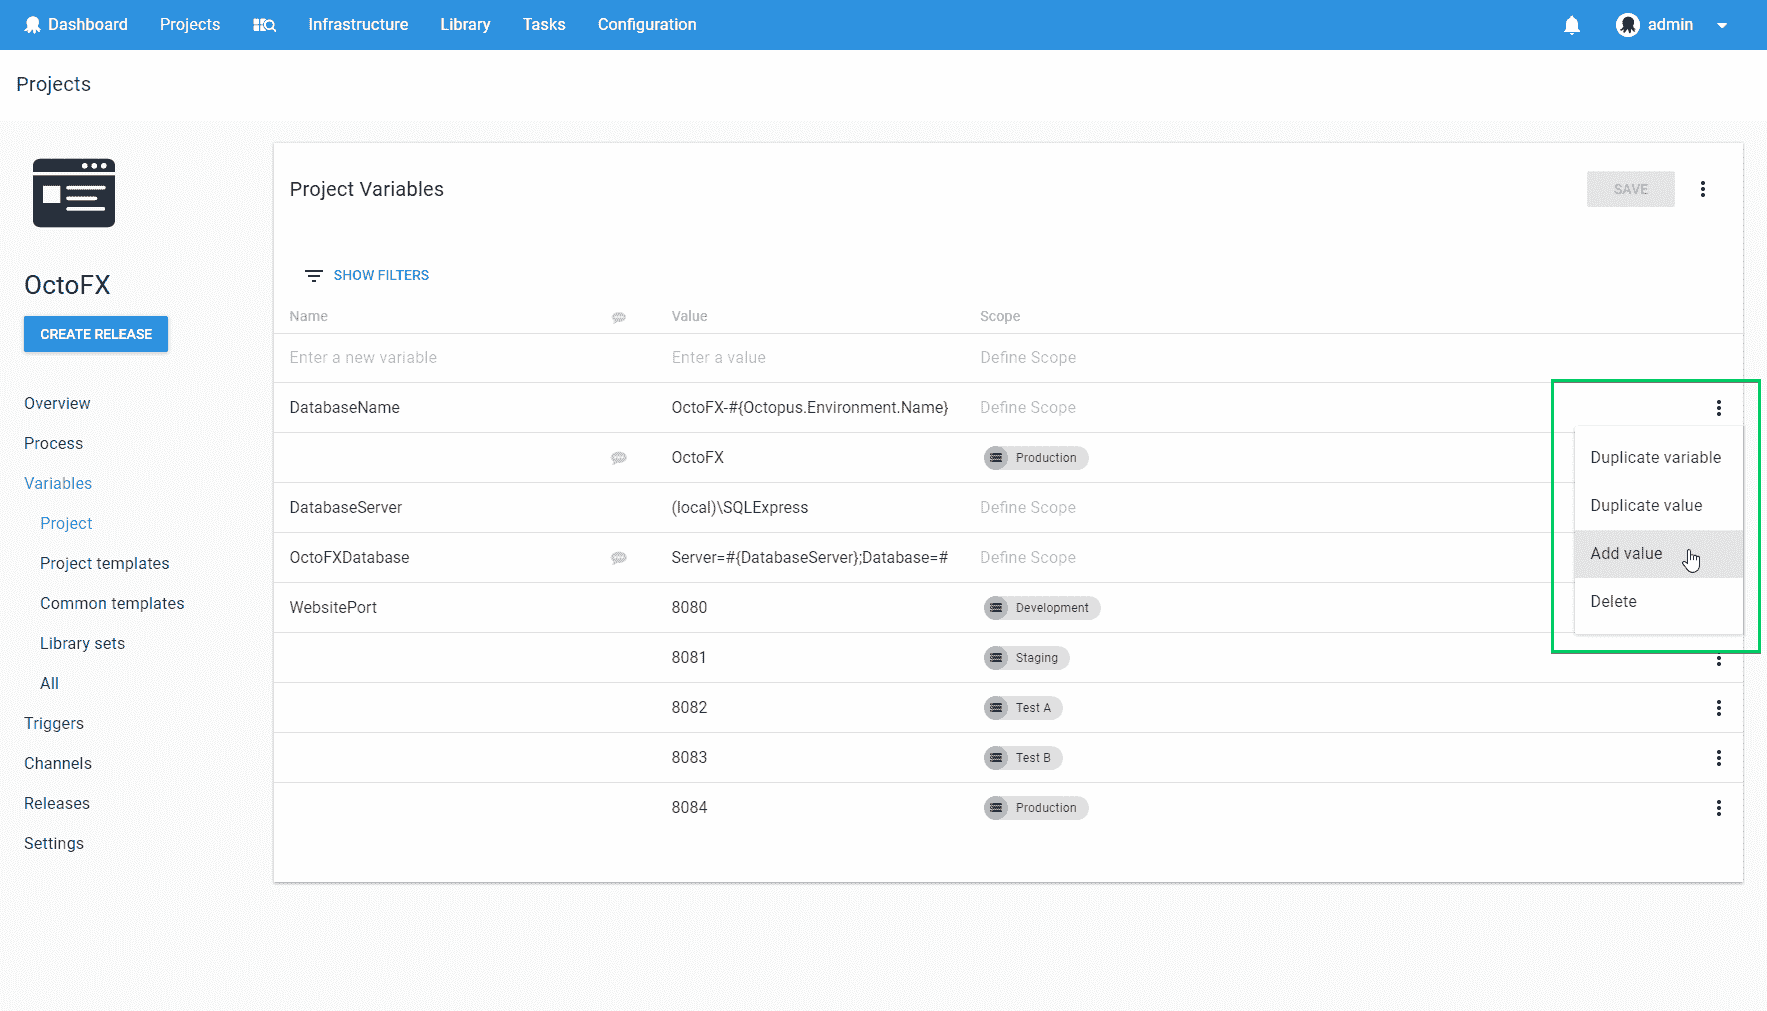 Dashboard Projects Infrastructure Library Tasks Configuration admin
Projects
Project Variables
SAVE
OctoFX
CREATE RELEASE
Overview
Process
Variables
Project
Project templates
Common templates
Library sets
All
Triggers
Channels
Releases
Settings
SHOW FILTERS
Name Value Scope
Enter a new variable Enter a value Define Scope
DatabaseName OctoFX-#{Octopus.Environment.Name} Define Scope
OctoFX Production
DatabaseServer (local)\SQLExpress Define Scope
OctoFXDatabase Server=#{DatabaseServer};Database=# Define Scope
WebsitePort 8080 Development
8081 Staging
8082 Test A
8083 Test B
8084 Production
Duplicate variable
Duplicate value
Add value
Delete